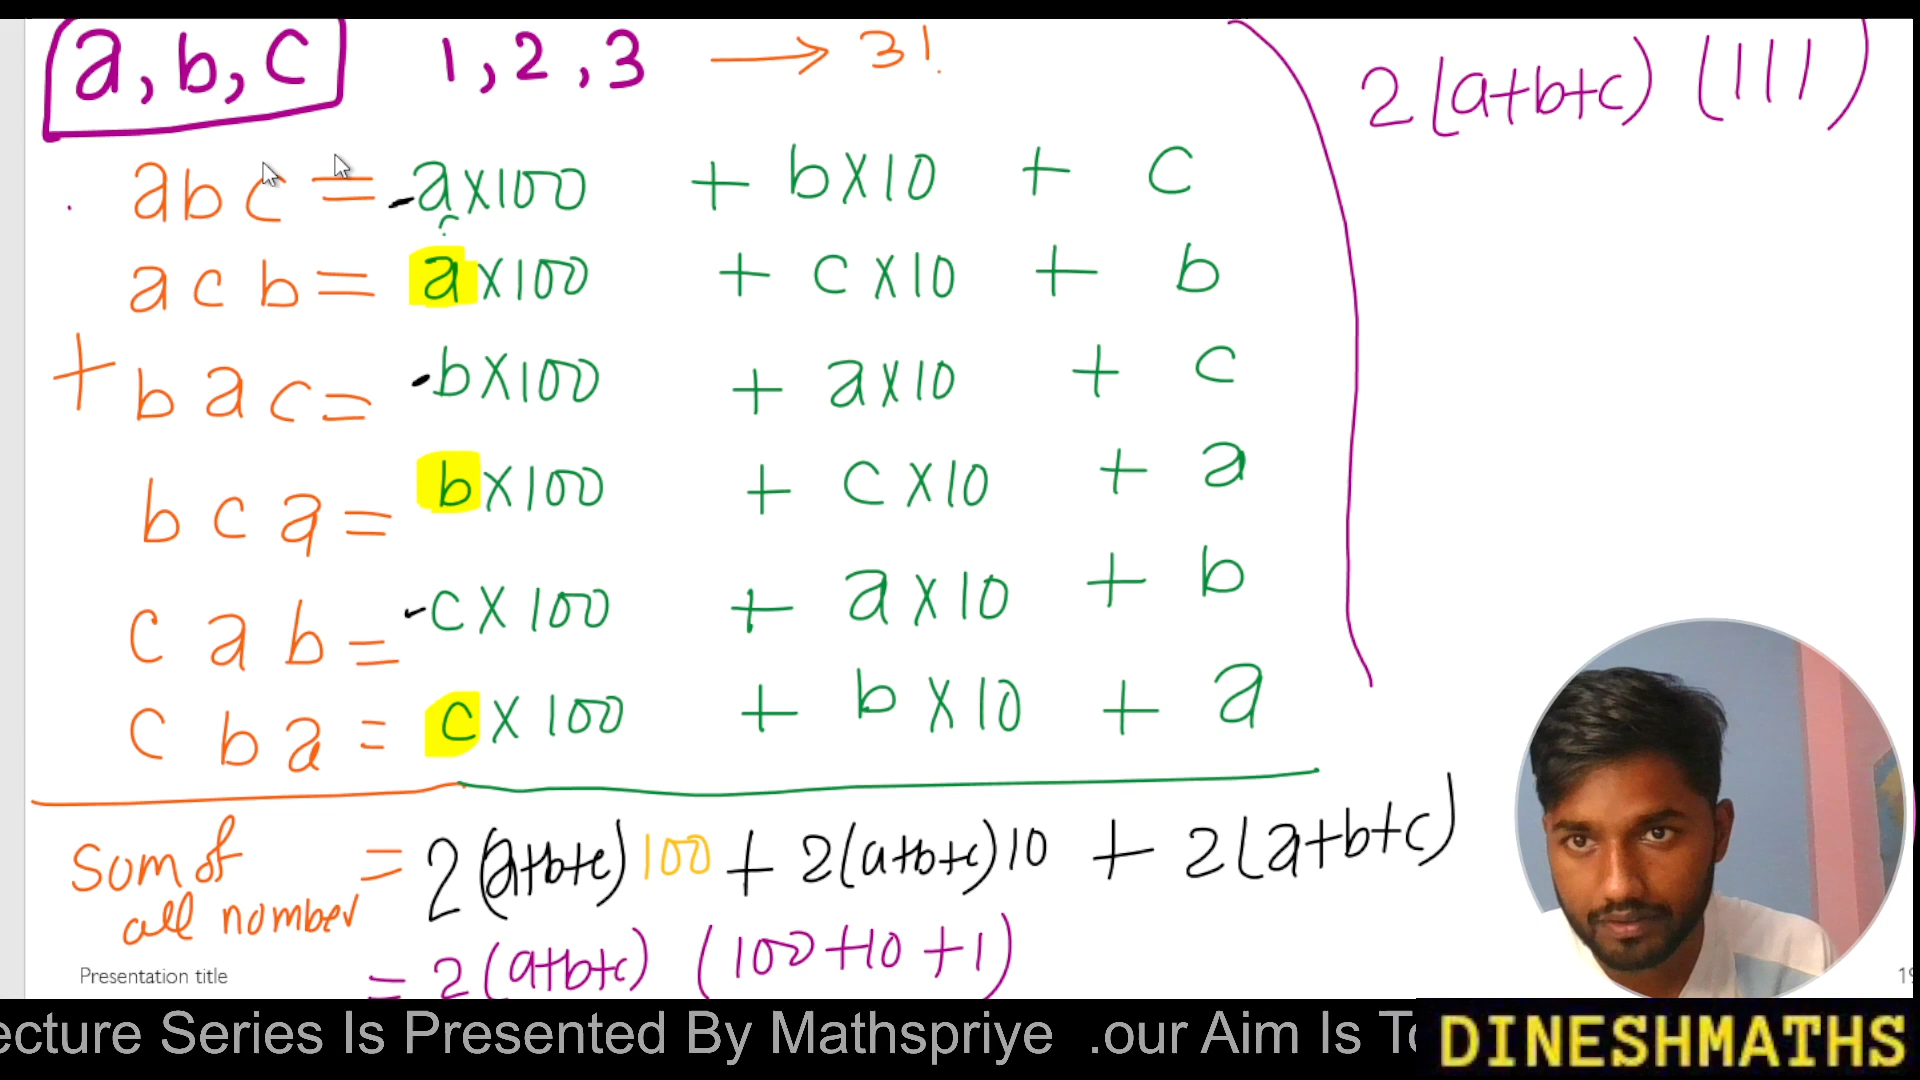 a, b, c 1, 2, 3 → 3!
2(a+b+c) (111)
abc = a×100 + b×10 + c
acb = a×100 + c×10 + b
+ bac = b×100 + a×10 + c
bca = b×100 + c×10 + a
cab = c×100 + a×10 + b
cba = c×100 + b×10 + a
Sum of = 2(a+b+c)100 + 2(a+b+c)10 + 2(a+b+c)
all number
= 2(a+b+c) (100+10+1)
Presentation title
ecture Series Is Presented By Mathspriye .our Aim Is
DINESHMATHS